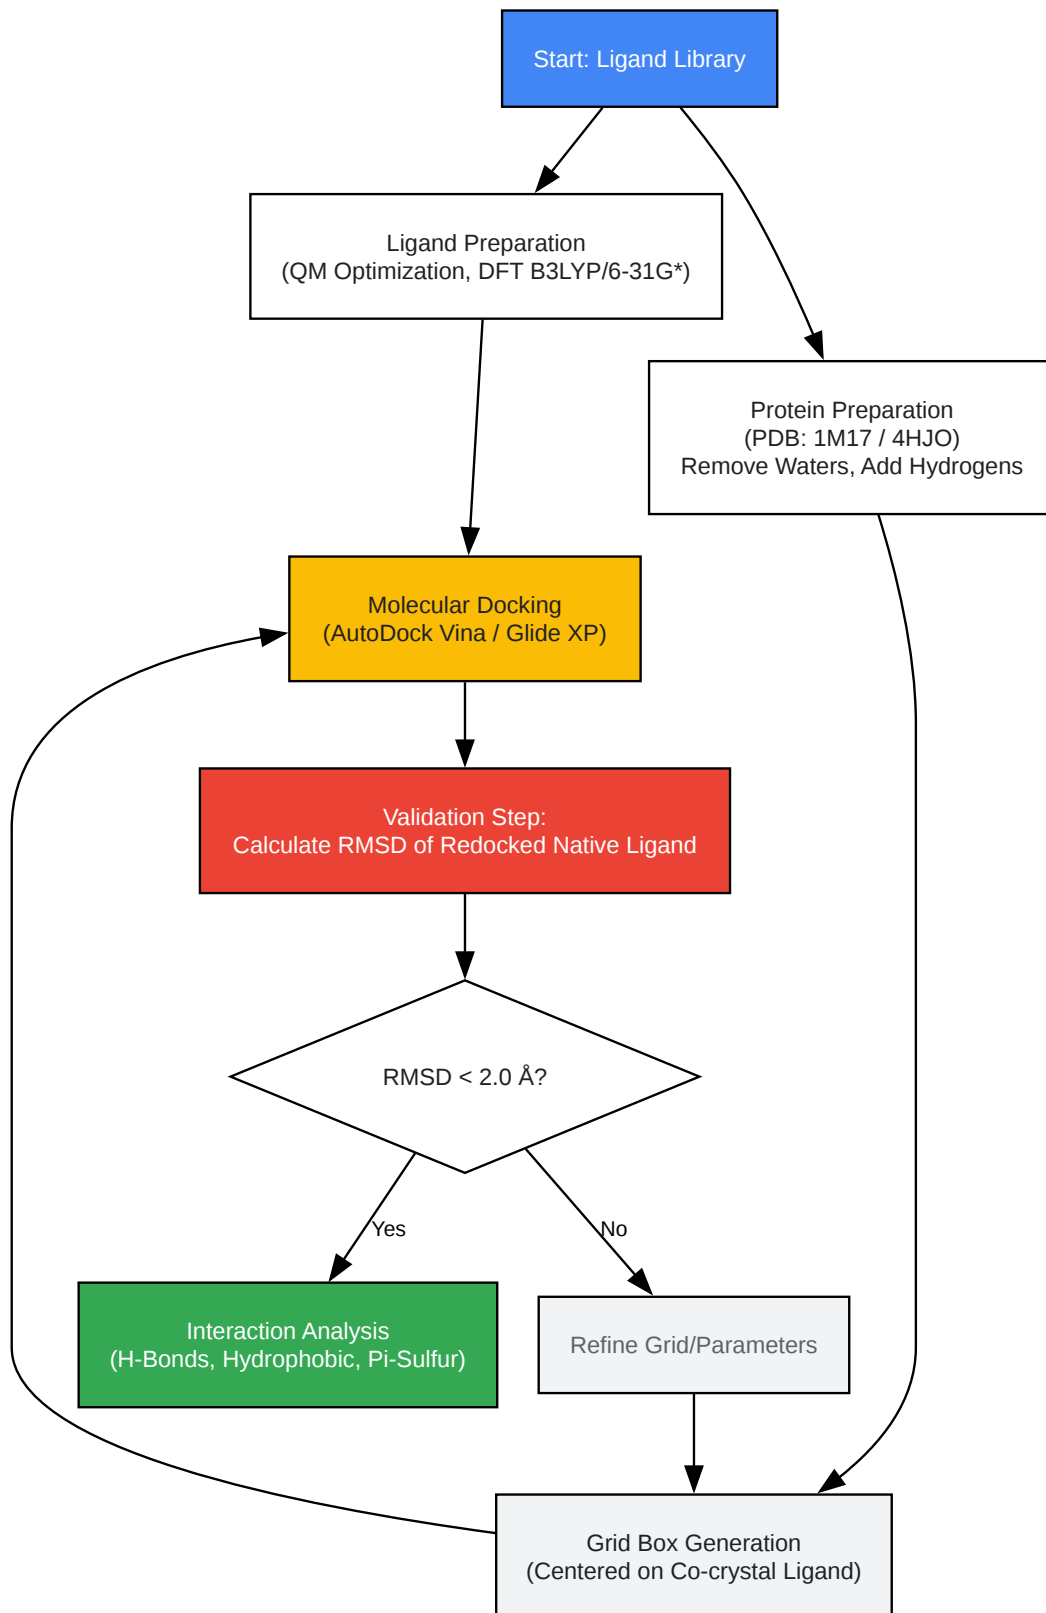 Start: Ligand Library
Ligand Preparation
(QM Optimization, DFT B3LYP/6-31G*)
Protein Preparation
(PDB: 1M17 / 4HJO)
Remove Waters, Add Hydrogens
Molecular Docking
(AutoDock Vina / Glide XP)
Validation Step:
Calculate RMSD of Redocked Native Ligand
RMSD < 2.0 Å?
Yes
No
Interaction Analysis
(H-Bonds, Hydrophobic, Pi-Sulfur)
Refine Grid/Parameters
Grid Box Generation
(Centered on Co-crystal Ligand)